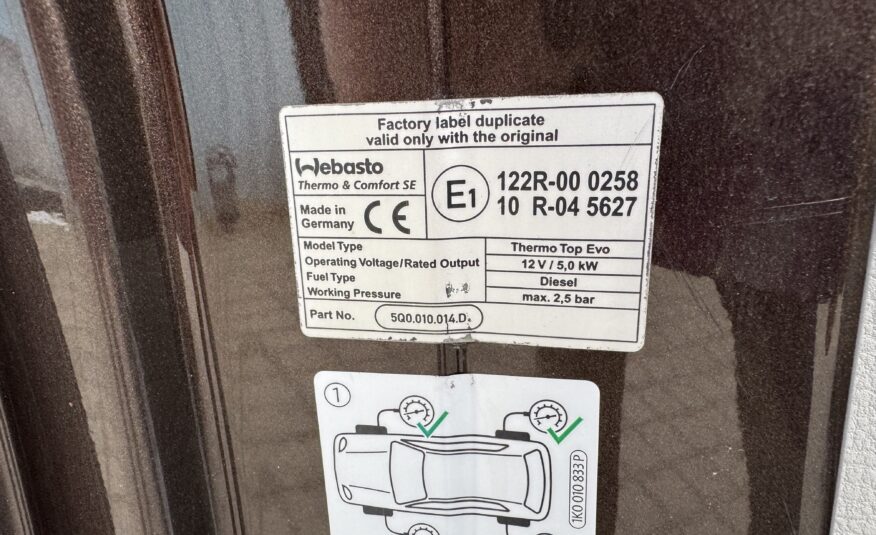 Factory label duplicate
valid only with the original
Webasto
Thermo & Comfort SE
Made in
Germany
CE
E1
122R-00 0258
10 R-04 5627
Model Type
Thermo Top Evo
Operating Voltage/Rated Output
12 V / 5,0 kW
Fuel Type
Diesel
Working Pressure
max. 2,5 bar
Part No.
5Q0.010.014.D.
1
1K0 010 833 P